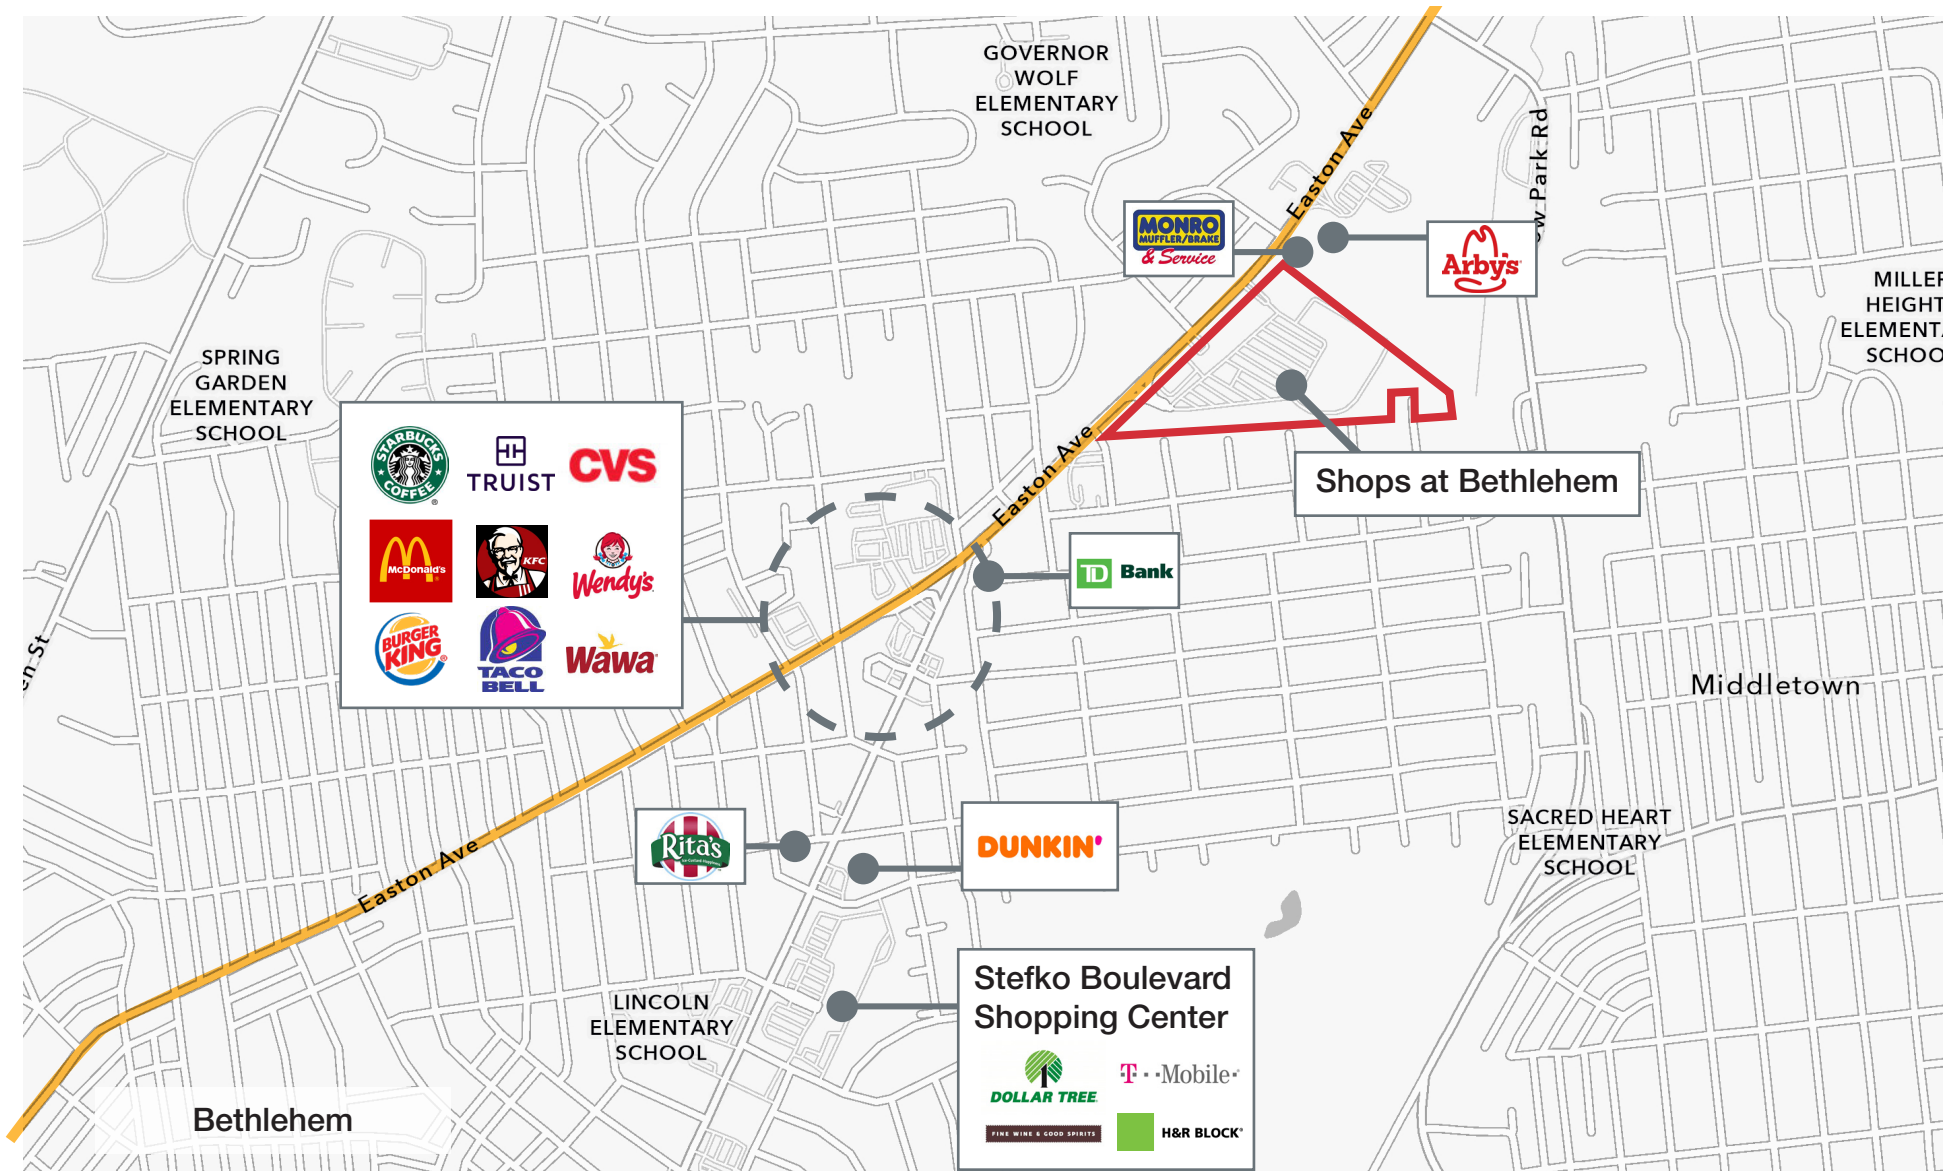 GOVERNOR
WOLF
ELEMENTARY
SCHOOL
Easton Ave
Park Rd
MONRO
MUFFLER/BRAKE
& Service
Arby's
MILLER
HEIGHT
ELEMENTA
SCHOO
SPRING
GARDEN
ELEMENTARY
SCHOOL
STARBUCKS
COFFEE
TRUIST
CVS
McDonald's
KFC
Wendy's
BURGER
KING
TACO
BELL
Wawa
Easton Ave
Shops at Bethlehem
TD Bank
n St
Middletown
Rita's
DUNKIN'
SACRED HEART
ELEMENTARY
SCHOOL
Easton Ave
Stefko Boulevard
Shopping Center
DOLLAR TREE
T Mobile
FINE WINE & GOOD SPIRITS
H&R BLOCK
LINCOLN
ELEMENTARY
SCHOOL
Bethlehem